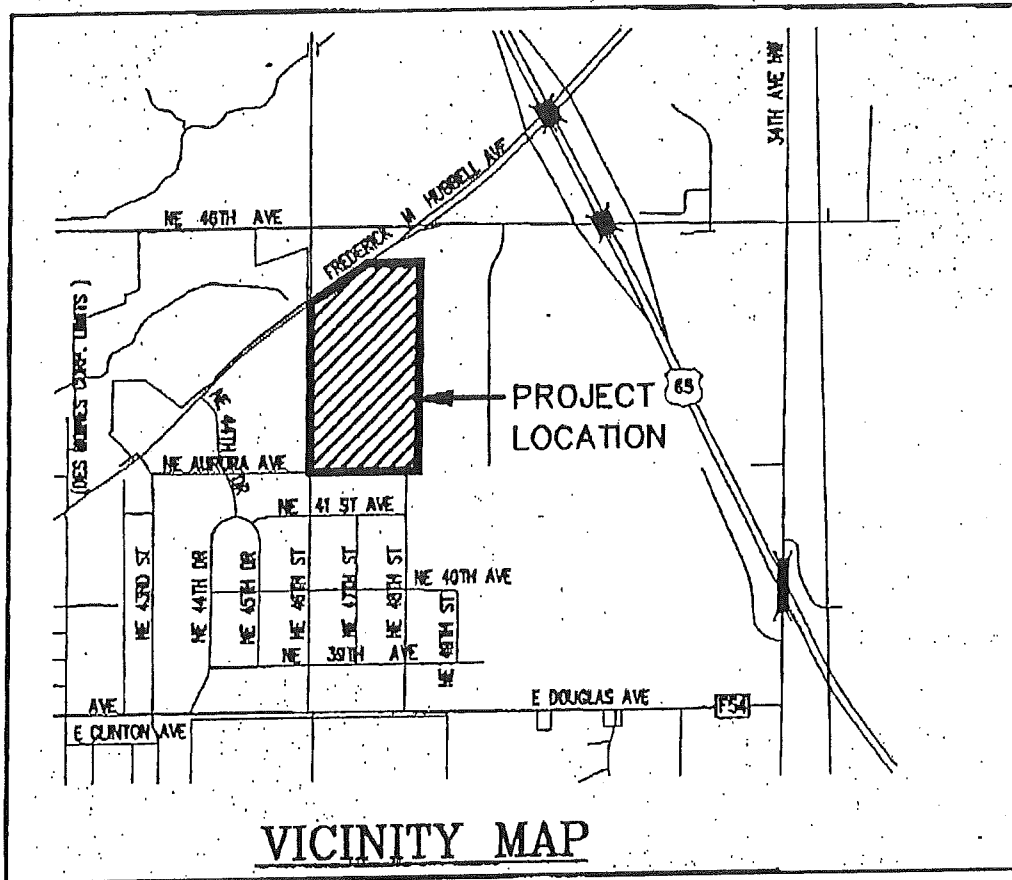 34TH AVE NW
FREDERICK M HUBBELL AVE
NE 46TH AVE
(DES MOINES CORP. LIMITS)
65
PROJECT
LOCATION
NE 44TH DR
NE AURORA AVE
NE 41 ST AVE
NE 43RD ST
NE 44TH DR
NE 45TH DR
NE 46TH ST
NE 47TH ST
NE 48TH ST
NE 40TH AVE
NE 49TH ST
NE 39TH AVE
E DOUGLAS AVE
F54
AVE
E CLINTON AVE
VICINITY MAP